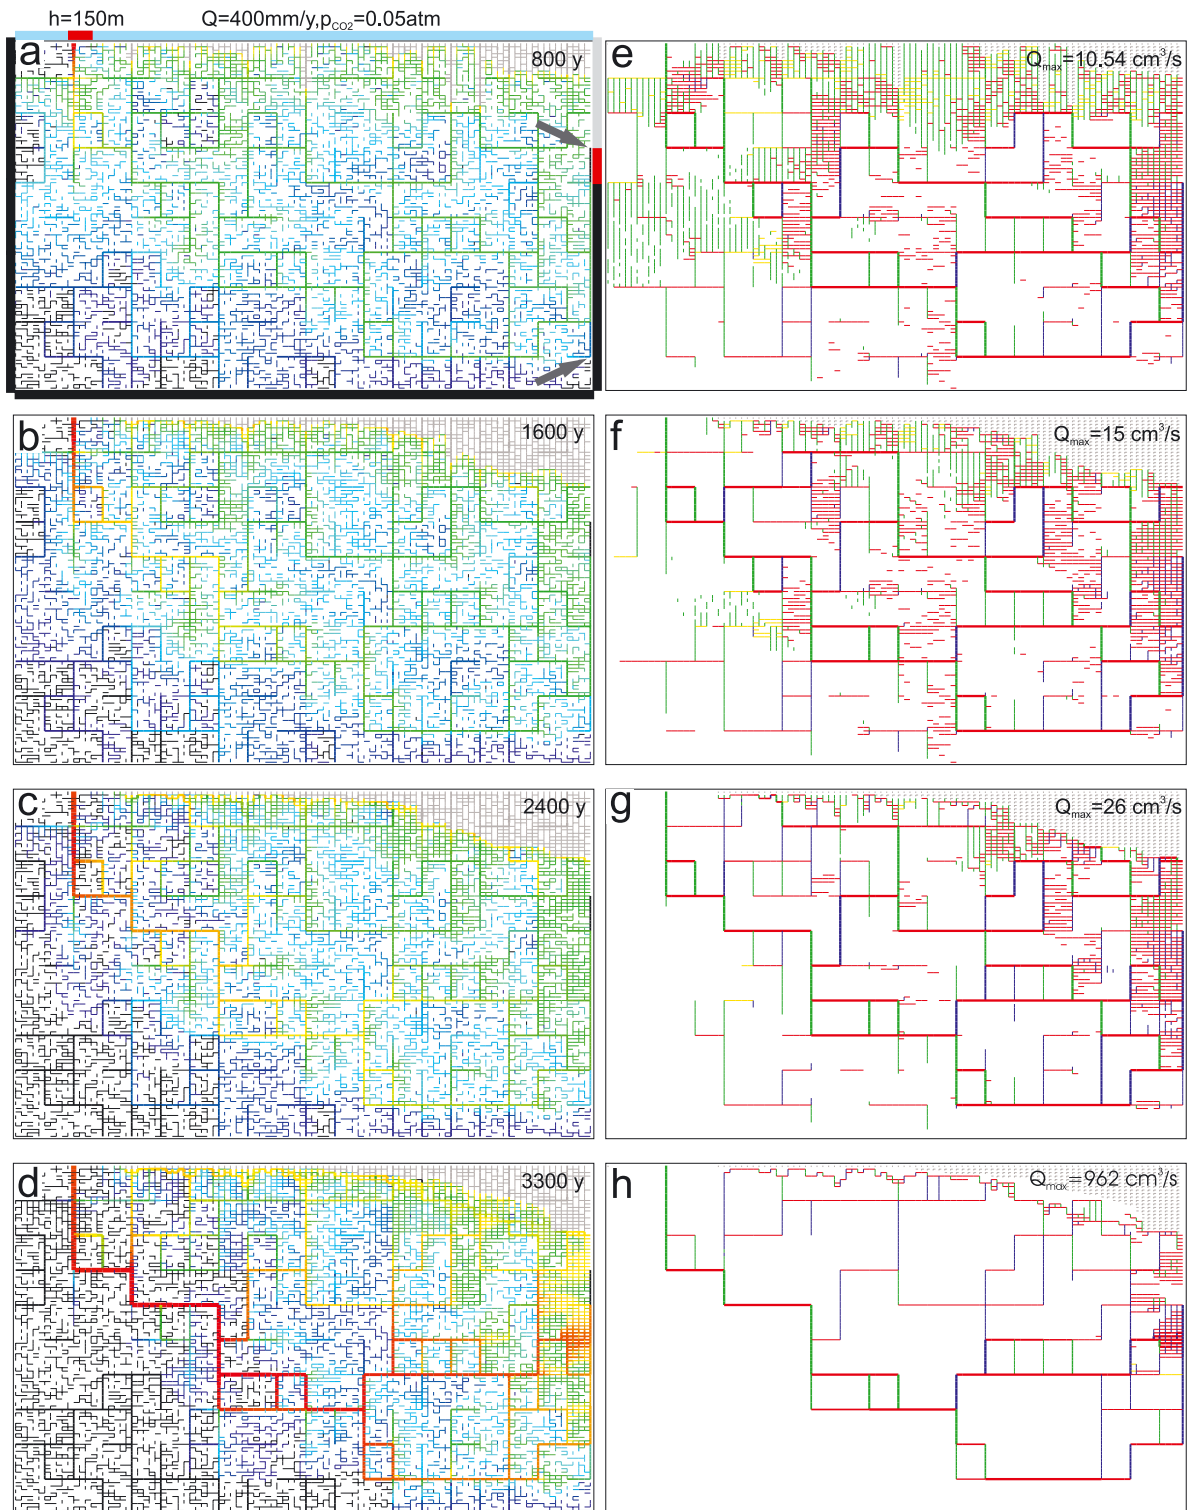 h=150m Q=400mm/y,pCO2=0.05atm
a 800 y
e Qmax=10.54 cm³/s
b 1600 y
f Qmax=15 cm³/s
c 2400 y
g Qmax=26 cm³/s
d 3300 y
h Qmax=962 cm³/s